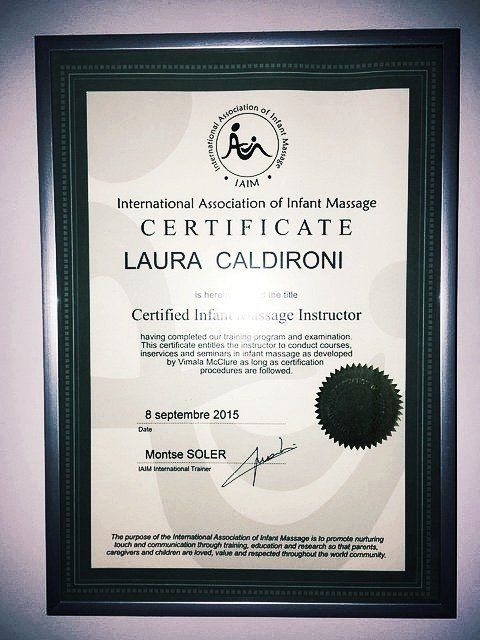 International Association of Infant Massage
• IAIM •
International Association of Infant Massage
CERTIFICATE
LAURA CALDIRONI
is the title
Certified Infant Massage Instructor
having completed our training program and examination.
This certificate entitles the instructor to conduct courses,
inservices and seminars in infant massage as developed
by Vimala McClure as long as certification
procedures are followed.
8 septembre 2015
Date
Montse SOLER
IAIM International Trainer
The purpose of the International Association of Infant Massage is to promote nurturing
touch and communication through training, education and research so that parents,
caregivers and children are loved, value and respected throughout the world community.